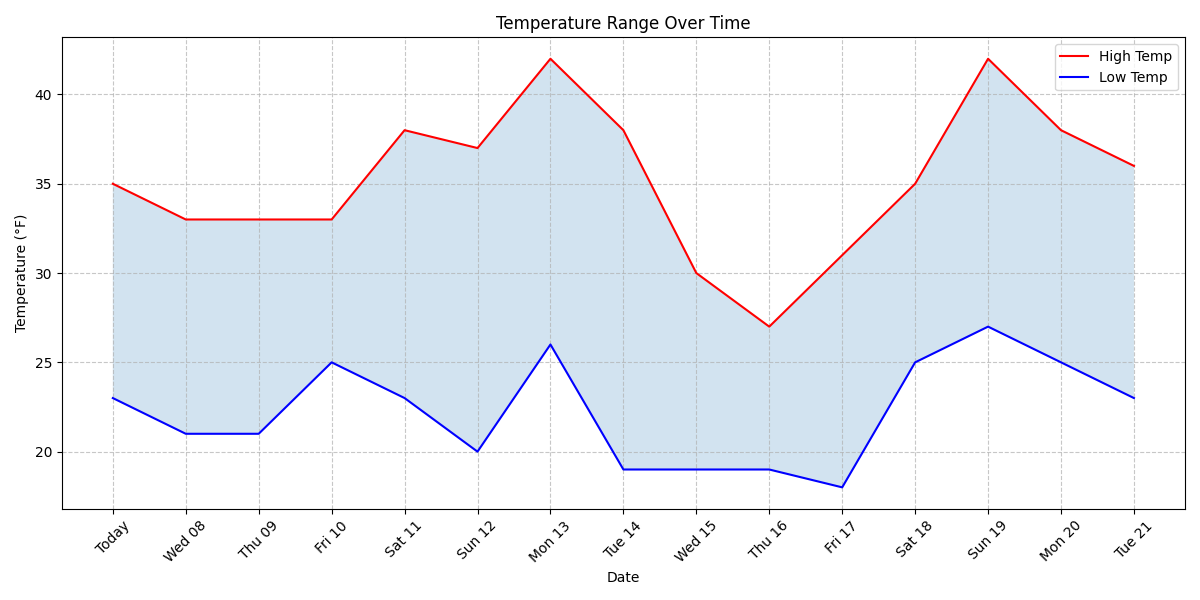 Temperature Range Over Time
High Temp
Low Temp
Temperature (°F)
40
35
30
25
20
Today
Wed 08
Thu 09
Fri 10
Sat 11
Sun 12
Mon 13
Tue 14
Wed 15
Thu 16
Fri 17
Sat 18
Sun 19
Mon 20
Tue 21
Date